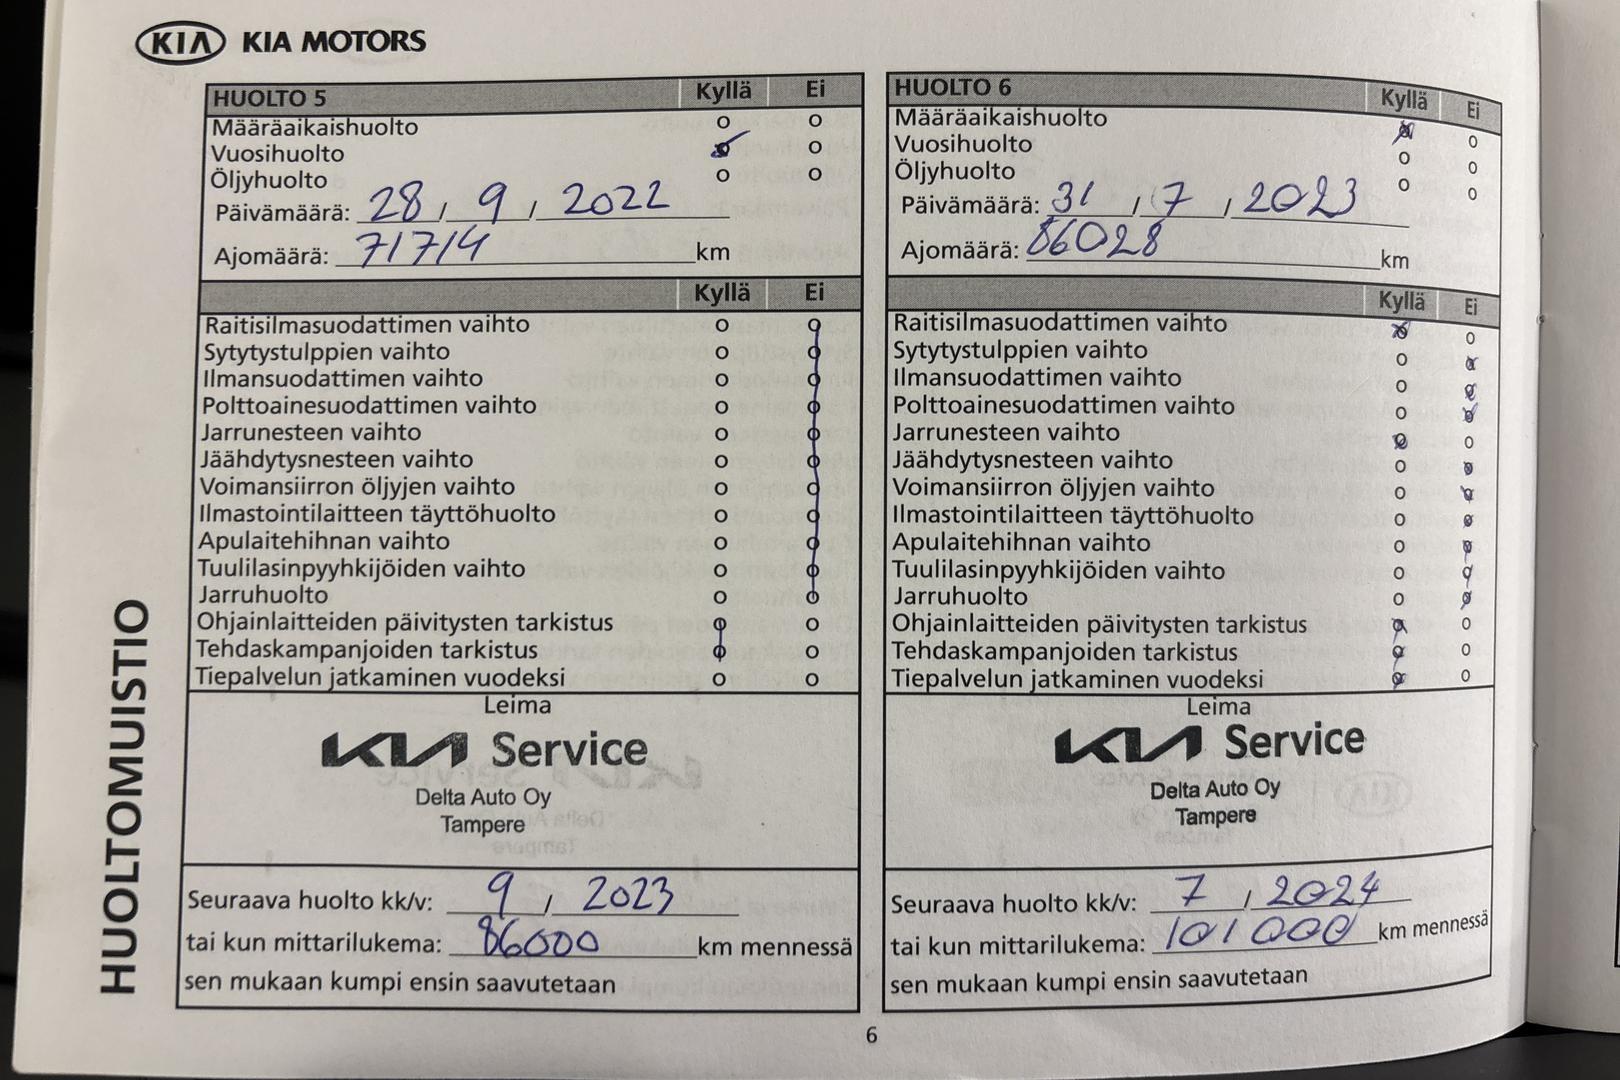 KIA KIA MOTORS
HUOLTOMUISTIO
HUOLTO 5 Kyllä Ei
Määräaikaishuolto
Vuosihuolto
Öljyhuolto
Päivämäärä: 28 / 9 / 2022
Ajomäärä: 71714 km
Kyllä Ei
Raitisilmasuodattimen vaihto
Sytytystulppien vaihto
Ilmansuodattimen vaihto
Polttoainesuodattimen vaihto
Jarrunesteen vaihto
Jäähdytysnesteen vaihto
Voimansiirron öljyjen vaihto
Ilmastointilaitteen täyttöhuolto
Apulaitehihnan vaihto
Tuulilasinpyyhkijöiden vaihto
Jarruhuolto
Ohjainlaitteiden päivitysten tarkistus
Tehdaskampanjoiden tarkistus
Tiepalvelun jatkaminen vuodeksi
Leima
KIA Service
Delta Auto Oy
Tampere
Seuraava huolto kk/v: 9 / 2023
tai kun mittarilukema: 86000 km mennessä
sen mukaan kumpi ensin saavutetaan
HUOLTO 6 Kyllä Ei
Määräaikaishuolto
Vuosihuolto
Öljyhuolto
Päivämäärä: 31 / 7 / 2023
Ajomäärä: 86028 km
Kyllä Ei
Raitisilmasuodattimen vaihto
Sytytystulppien vaihto
Ilmansuodattimen vaihto
Polttoainesuodattimen vaihto
Jarrunesteen vaihto
Jäähdytysnesteen vaihto
Voimansiirron öljyjen vaihto
Ilmastointilaitteen täyttöhuolto
Apulaitehihnan vaihto
Tuulilasinpyyhkijöiden vaihto
Jarruhuolto
Ohjainlaitteiden päivitysten tarkistus
Tehdaskampanjoiden tarkistus
Tiepalvelun jatkaminen vuodeksi
Leima
KIA Service
Delta Auto Oy
Tampere
Seuraava huolto kk/v: 7 / 2024
tai kun mittarilukema: 101000 km mennessä
sen mukaan kumpi ensin saavutetaan
6